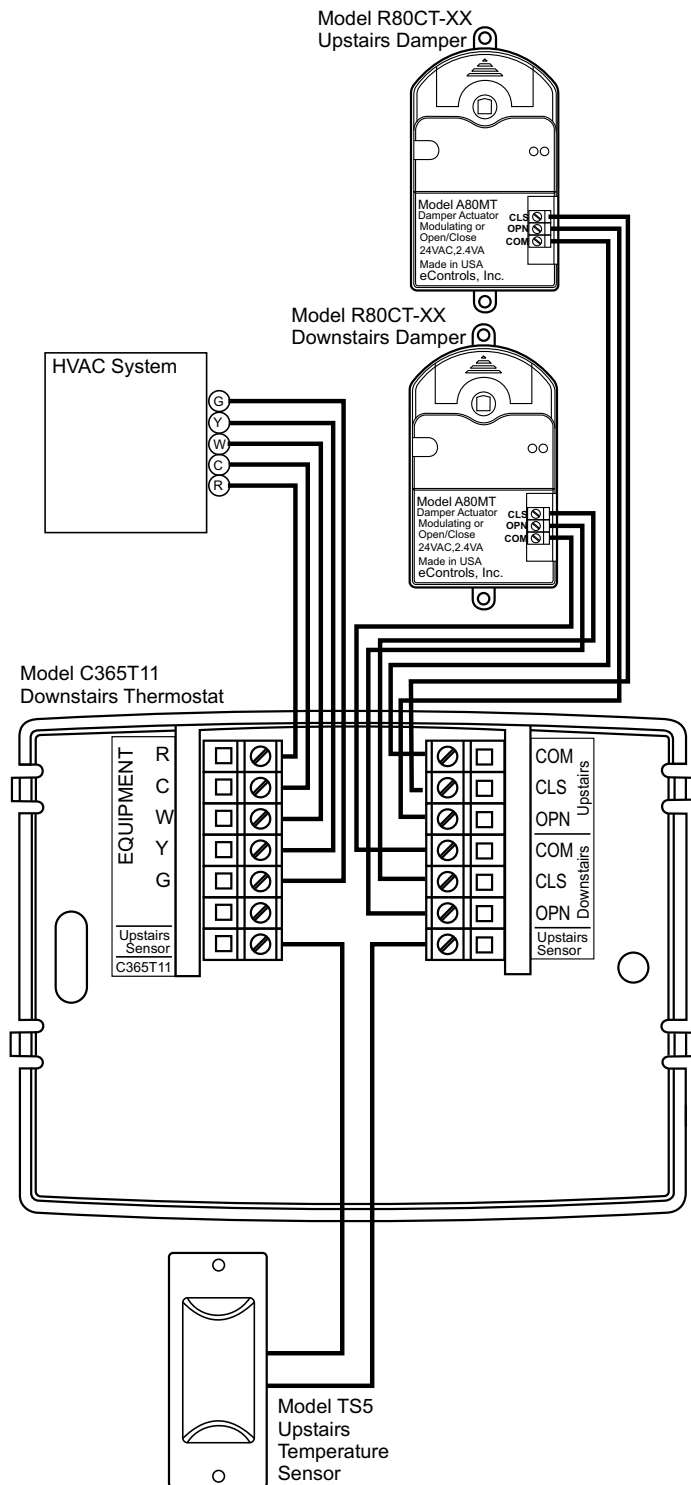 Model R80CT-XX
Upstairs Damper
Model A80MT
Damper Actuator
Modulating or
Open/Close
24VAC,2.4VA
Made in USA
eControls, Inc.
CLS
OPN
COM
Model R80CT-XX
Downstairs Damper
Model A80MT
Damper Actuator
Modulating or
Open/Close
24VAC,2.4VA
Made in USA
eControls, Inc.
CLS
OPN
COM
HVAC System
G
Y
W
C
R
Model C365T11
Downstairs Thermostat
EQUIPMENT
R
C
W
Y
G
Upstairs
Sensor
C365T11
COM
CLS
OPN
Upstairs
COM
CLS
OPN
Downstairs
Upstairs
Sensor
Model TS5
Upstairs
Temperature
Sensor